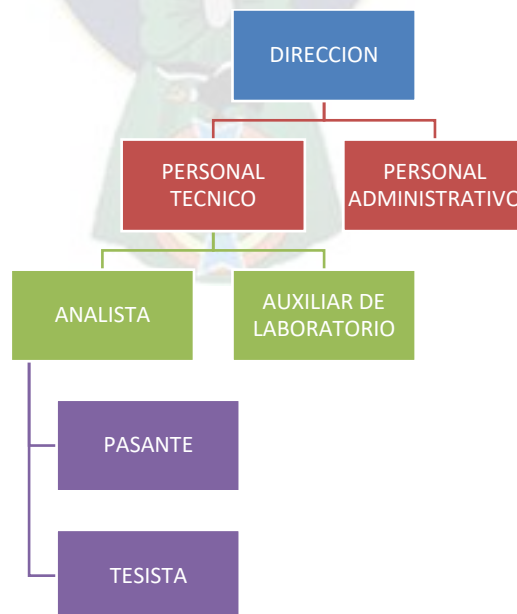 DIRECCION
PERSONAL
TECNICO
PERSONAL
ADMINISTRATIVO
ANALISTA
AUXILIAR DE
LABORATORIO
PASANTE
TESISTA